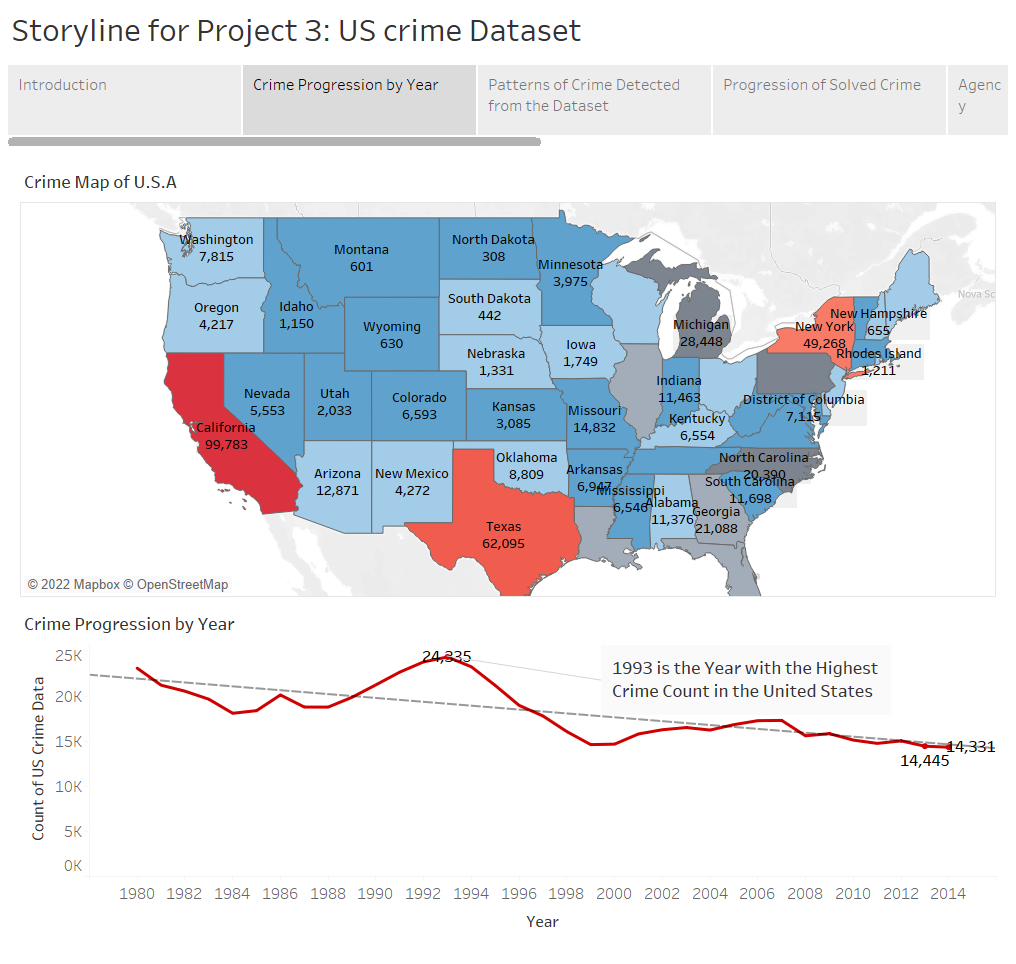 Storyline for Project 3: US crime Dataset
Introduction
Crime Progression by Year
Patterns of Crime Detected
from the Dataset
Progression of Solved Crime
Agenc
y
Crime Map of U.S.A
Washington
7,815
Montana
601
North Dakota
308
Minnesota
3,975
Oregon
4,217
Idaho
1,150
South Dakota
442
Wyoming
630
Michigan
28,448
New York
49,268
New Hampshire
655
Nova Sc
Nebraska
1,331
Iowa
1,749
Rhodes Island
1,211
Nevada
5,553
Utah
2,033
Colorado
6,593
Kansas
3,085
Missouri
14,832
Indiana
11,463
Kentucky
6,554
District of Columbia
7,115
California
99,783
Arizona
12,871
New Mexico
4,272
Oklahoma
8,809
Arkansas
6,947
North Carolina
20,390
South Carolina
11,698
Mississippi
6,546
Alabama
11,376
Georgia
21,088
Texas
62,095
© 2022 Mapbox © OpenStreetMap
Crime Progression by Year
Count of US Crime Data
25K
20K
15K
10K
5K
0K
24,335
1993 is the Year with the Highest
Crime Count in the United States
14,331
14,445
1980 1982 1984 1986 1988 1990 1992 1994 1996 1998 2000 2002 2004 2006 2008 2010 2012 2014
Year